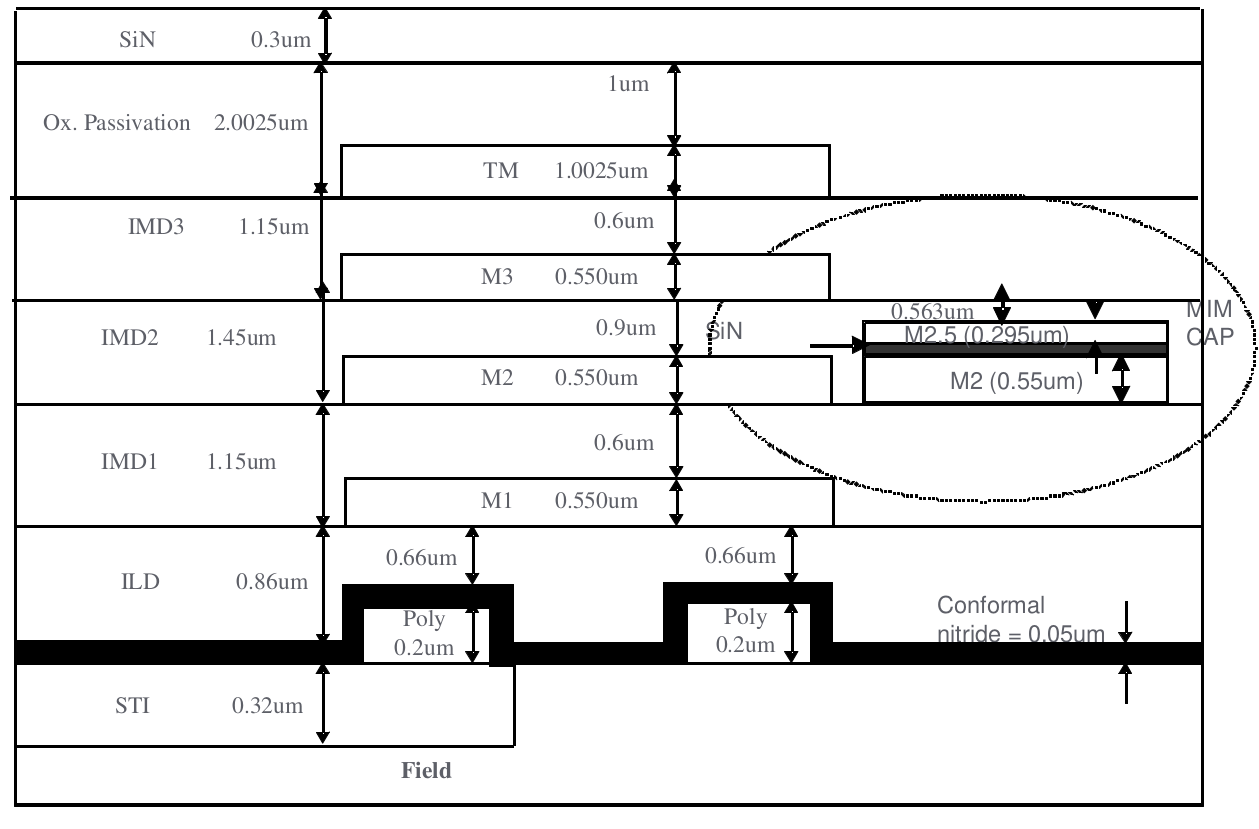 SiN 0.3um
1um
Ox. Passivation 2.0025um
TM 1.0025um
IMD3 1.15um
0.6um
M3 0.550um
0.563um
MIM
CAP
IMD2 1.45um
0.9um
SiN
M2.5 (0.295um)
M2 0.550um
M2 (0.55um)
0.6um
IMD1 1.15um
M1 0.550um
0.66um
0.66um
ILD 0.86um
Conformal
nitride = 0.05um
Poly
0.2um
Poly
0.2um
STI 0.32um
Field